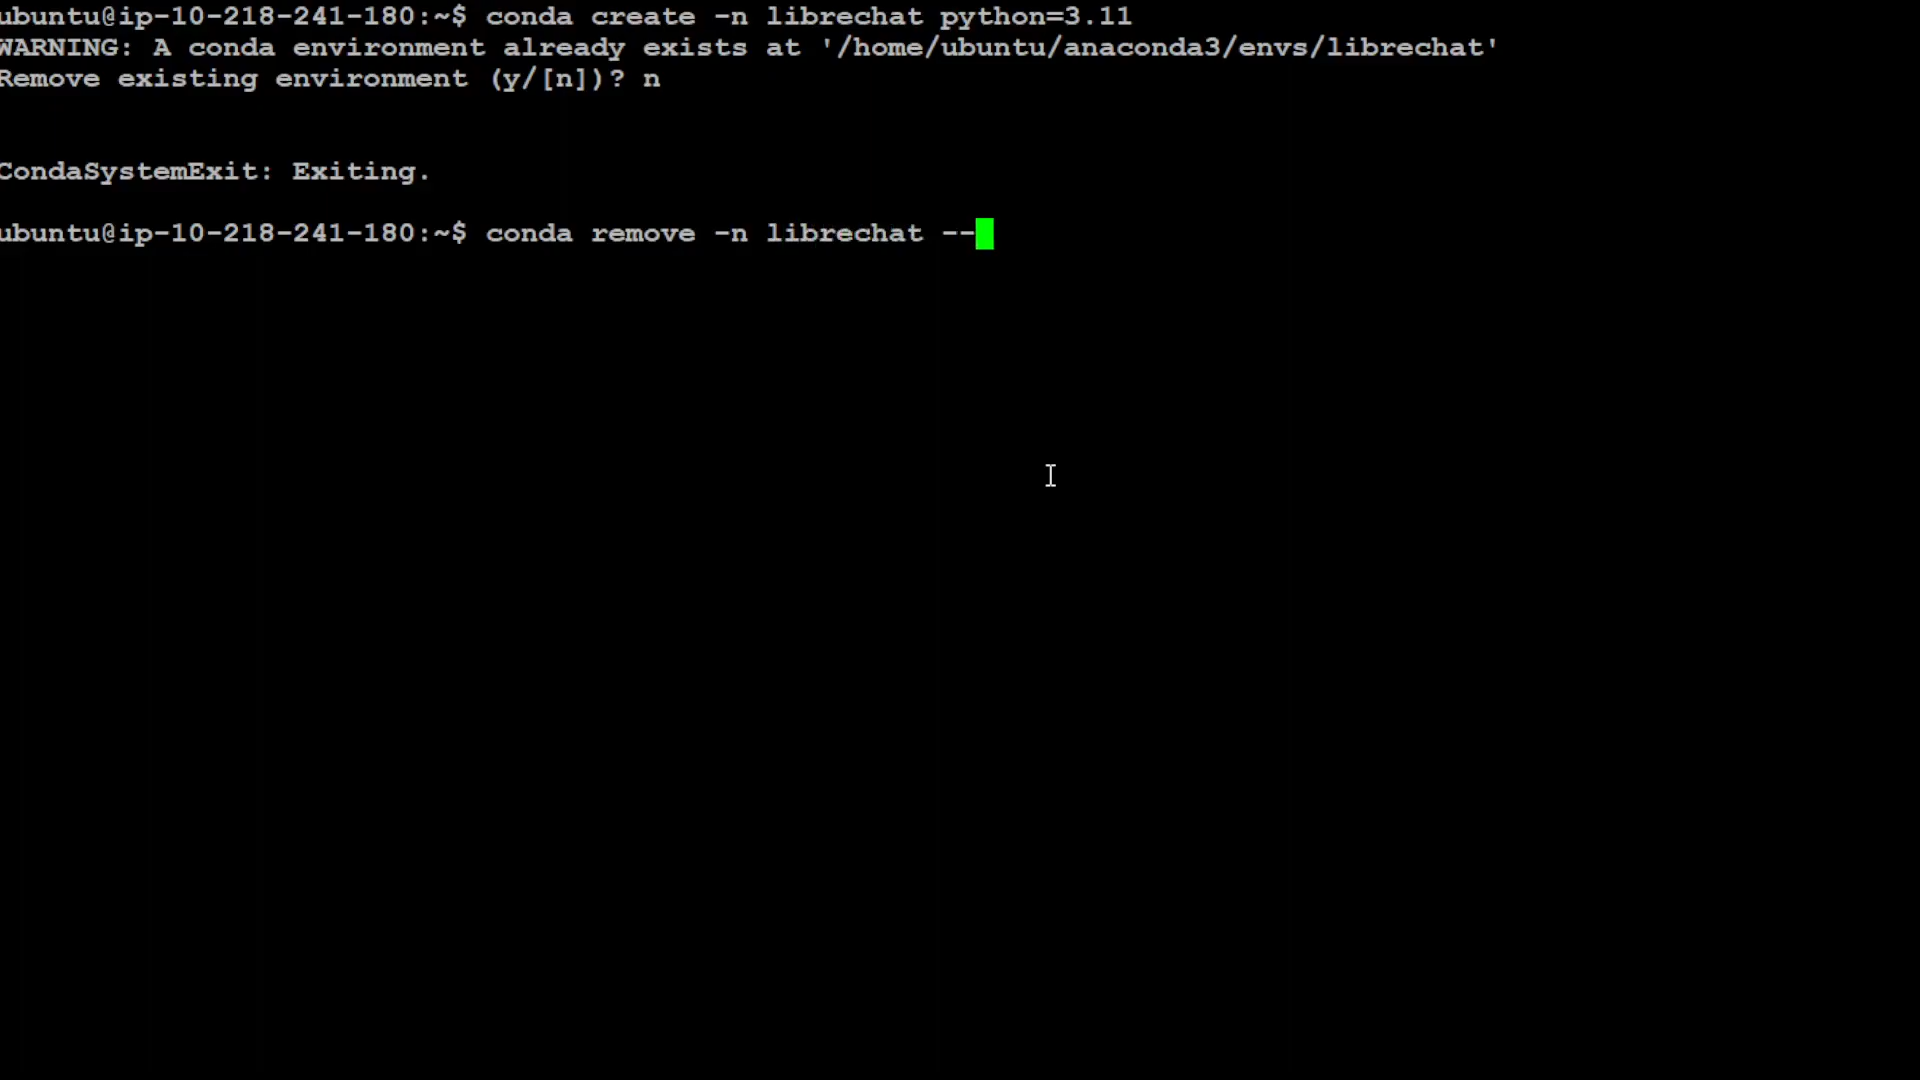 ubuntu@ip-10-218-241-180:~$ conda create -n librechat python=3.11
WARNING: A conda environment already exists at '/home/ubuntu/anaconda3/envs/librechat'
Remove existing environment (y/[n])? n
CondaSystemExit: Exiting.
ubuntu@ip-10-218-241-180:~$ conda remove -n librechat --